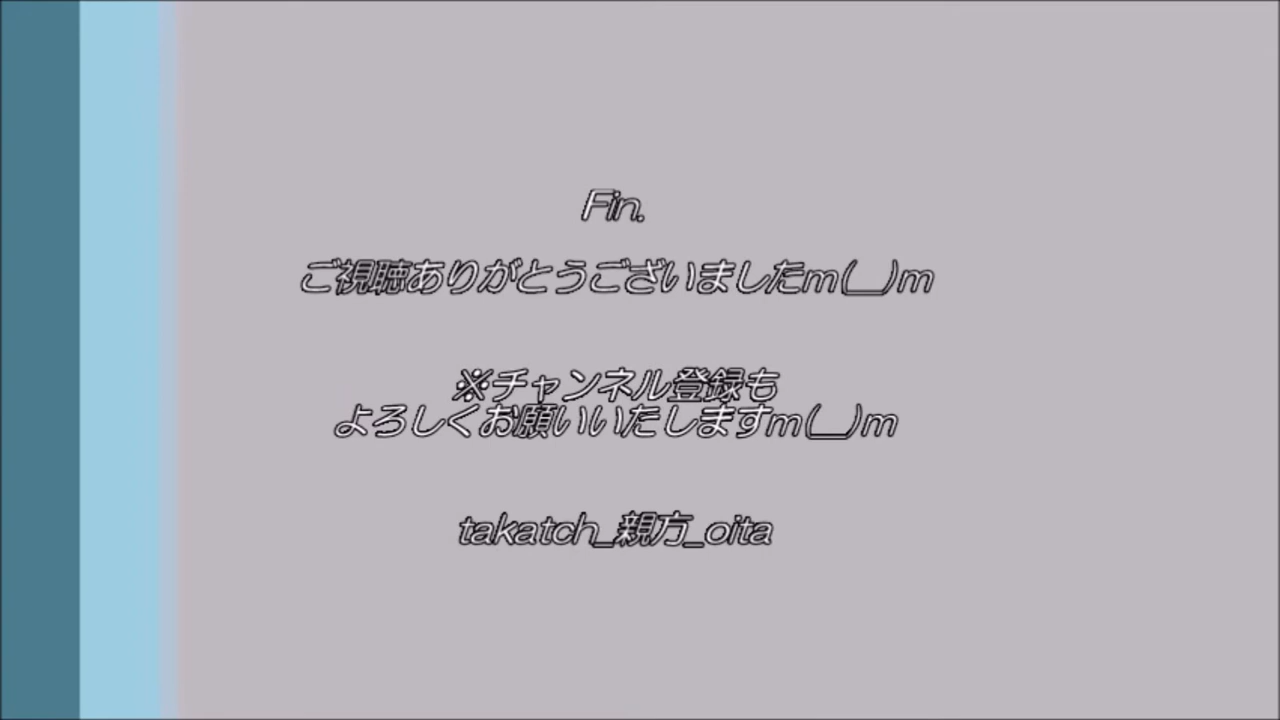 Fin.
ご視聴ありがとうございましたm(__)m
※チャンネル登録も
よろしくお願いいたしますm(__)m
takatch_親方_oita